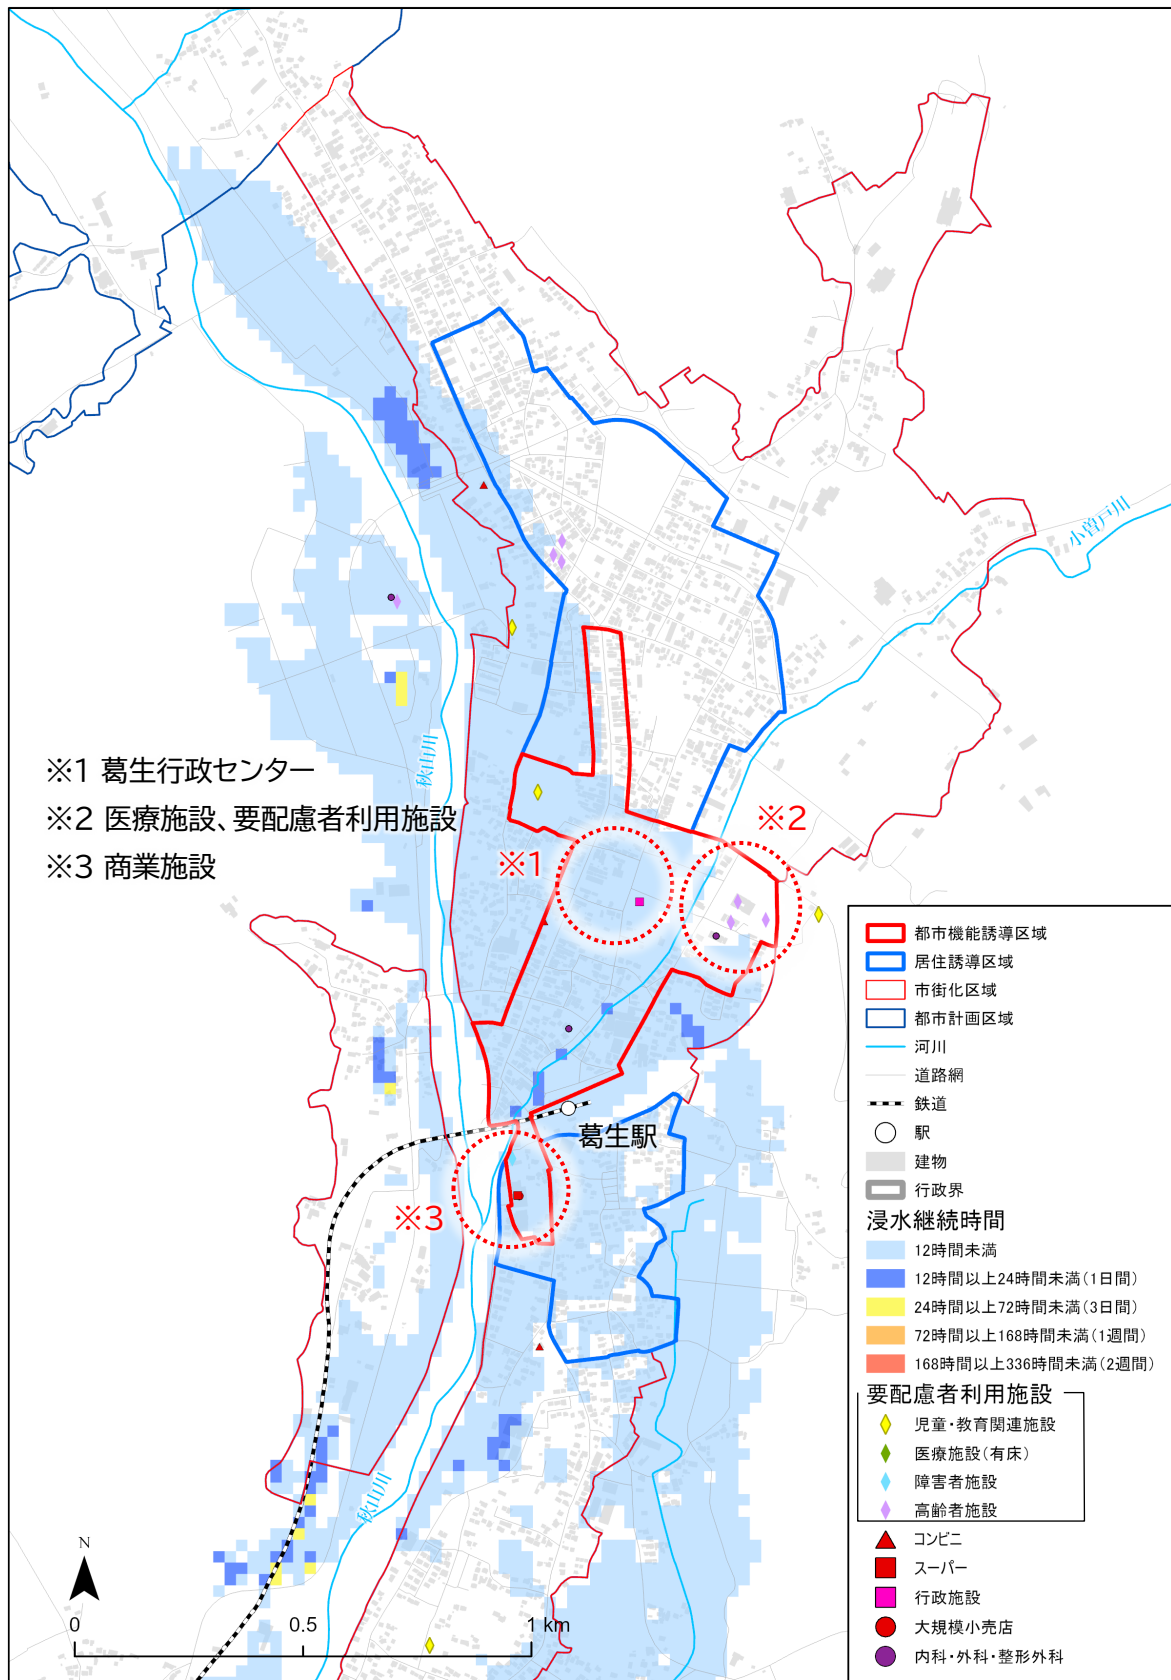 小曽戸川
秋山川
※1 葛生行政センター
※2 医療施設、要配慮者利用施設
※3 商業施設
※1
※2
葛生駅
※3
秋山川
N
0 0.5 1 km
都市機能誘導区域
居住誘導区域
市街化区域
都市計画区域
河川
道路網
鉄道
駅
建物
行政界
浸水継続時間
12時間未満
12時間以上24時間未満(1日間)
24時間以上72時間未満(3日間)
72時間以上168時間未満(1週間)
168時間以上336時間未満(2週間)
要配慮者利用施設
児童・教育関連施設
医療施設(有床)
障害者施設
高齢者施設
コンビニ
スーパー
行政施設
大規模小売店
内科・外科・整形外科